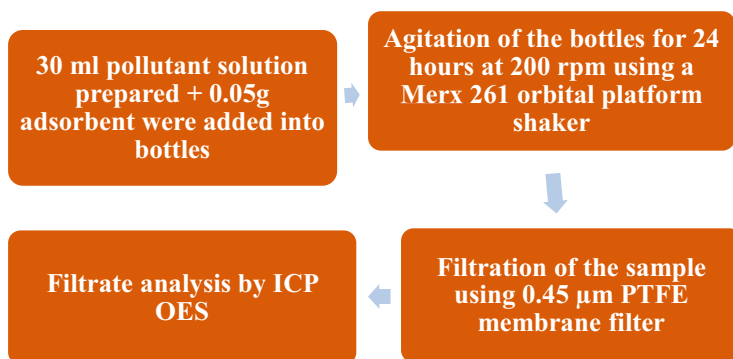 30 ml pollutant solution
prepared + 0.05g
adsorbent were added into
bottles
Agitation of the bottles for 24
hours at 200 rpm using a
Merx 261 orbital platform
shaker
Filtration of the sample
using 0.45 µm PTFE
membrane filter
Filtrate analysis by ICP
OES